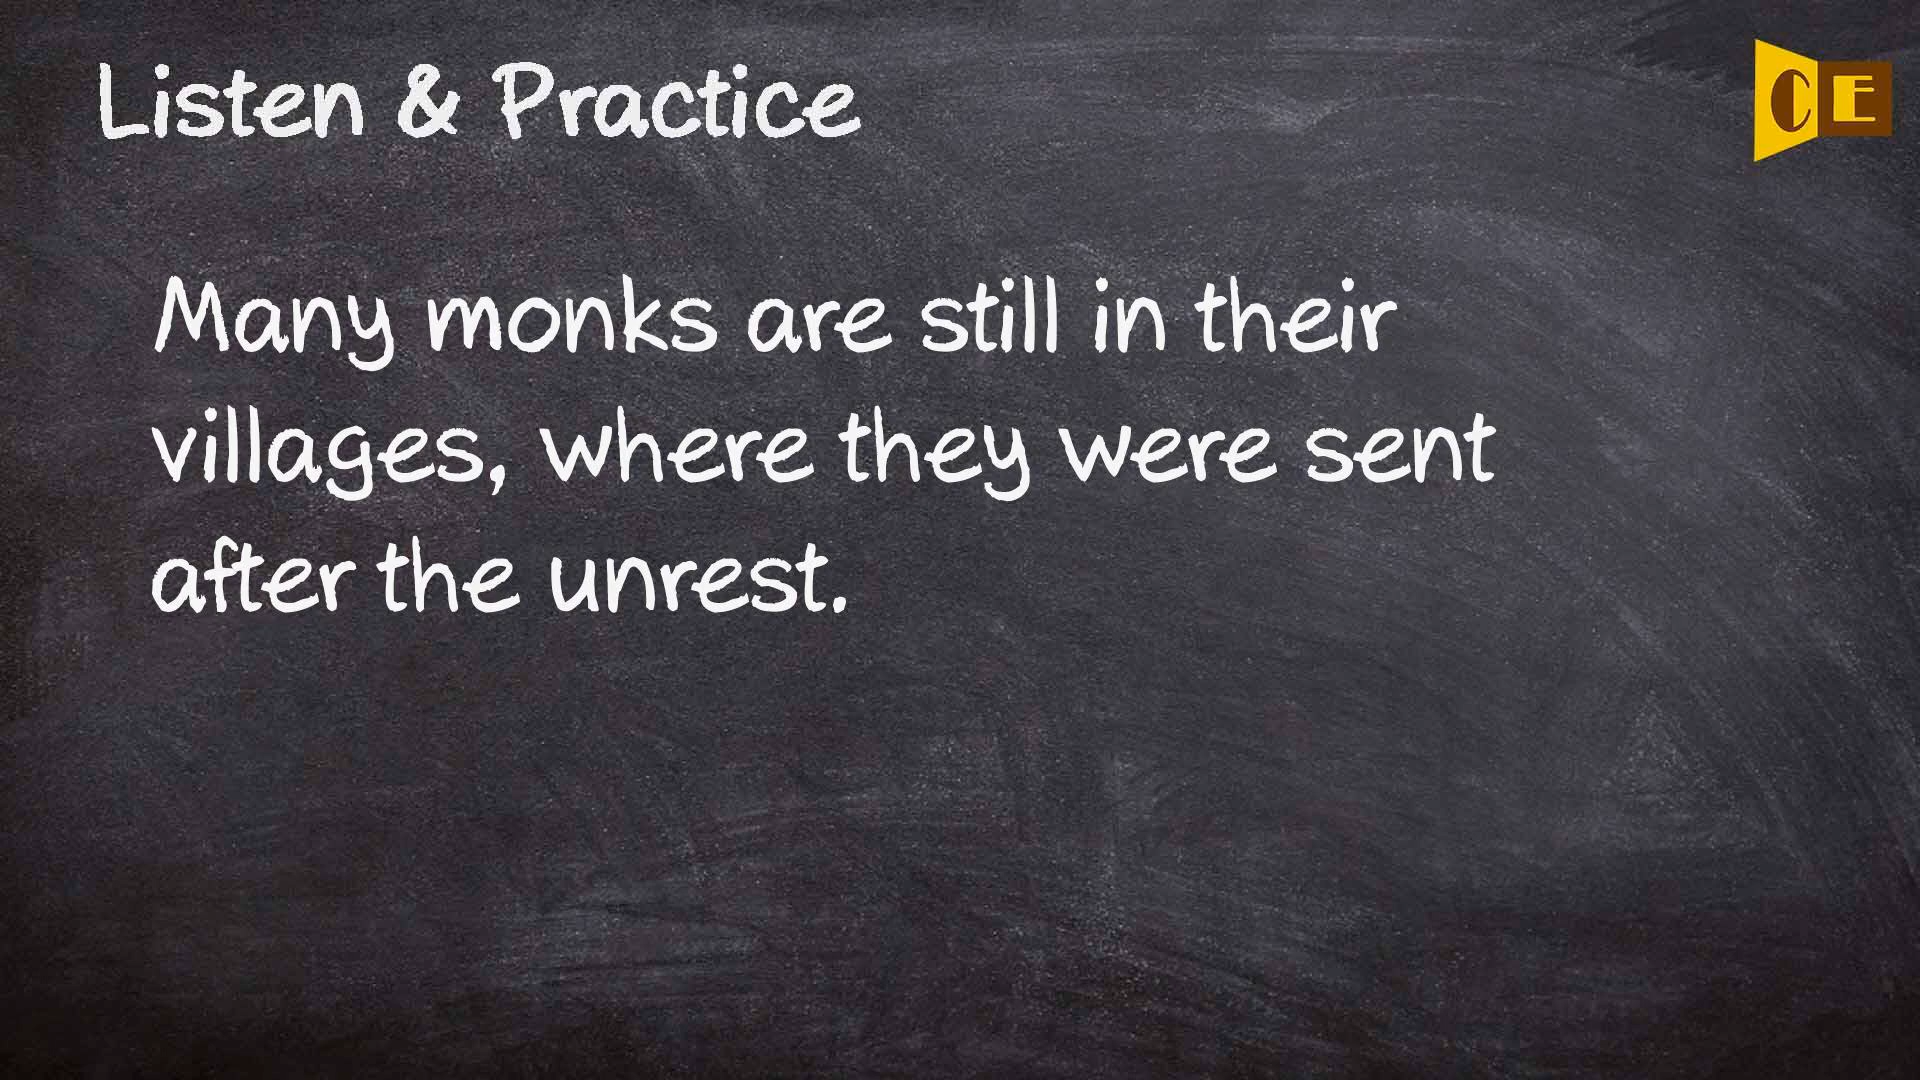 Listen & Practice
CE
Many monks are still in their
villages, where they were sent
after the unrest.